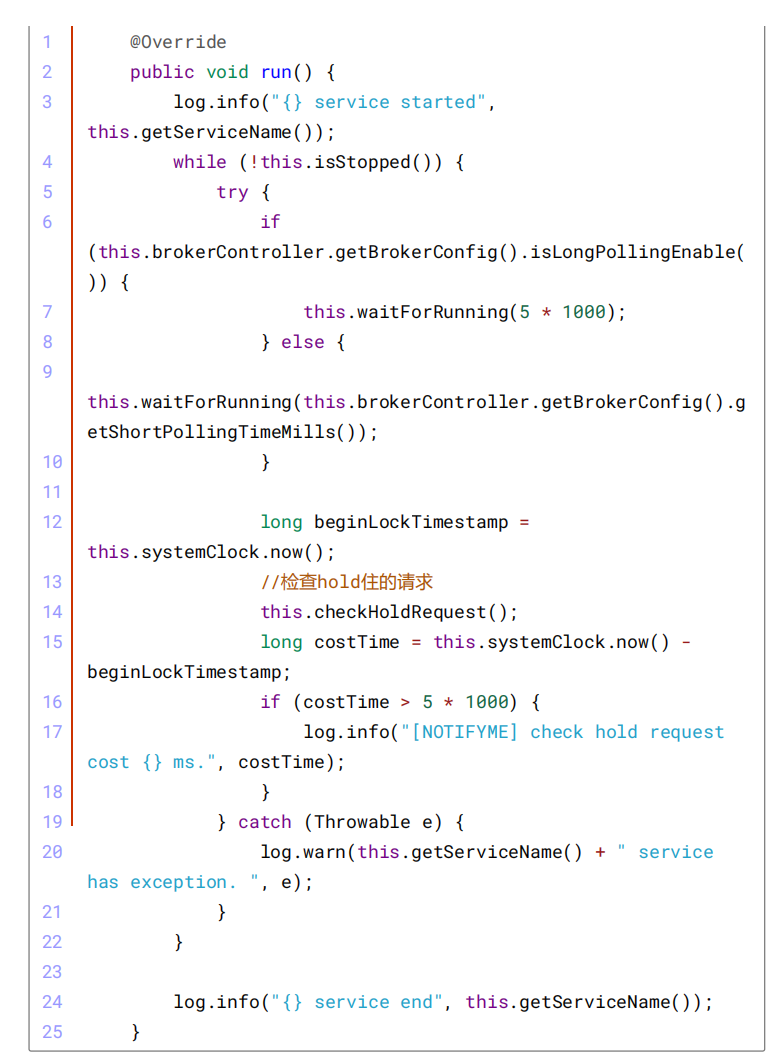 1 @Override
2 public void run() {
3 log.info("{} service started",
this.getServiceName());
4 while (!this.isStopped()) {
5 try {
6 if
(this.brokerController.getBrokerConfig().isLongPollingEnable(
)) {
7 this.waitForRunning(5 * 1000);
8 } else {
9
this.waitForRunning(this.brokerController.getBrokerConfig().g
etShortPollingTimeMills());
10 }
11
12 long beginLockTimestamp =
this.systemClock.now();
13 //检查hold住的请求
14 this.checkHoldRequest();
15 long costTime = this.systemClock.now() -
beginLockTimestamp;
16 if (costTime > 5 * 1000) {
17 log.info("[NOTIFYME] check hold request
cost {} ms.", costTime);
18 }
19 } catch (Throwable e) {
20 log.warn(this.getServiceName() + " service
has exception. ", e);
21 }
22 }
23
24 log.info("{} service end", this.getServiceName());
25 }